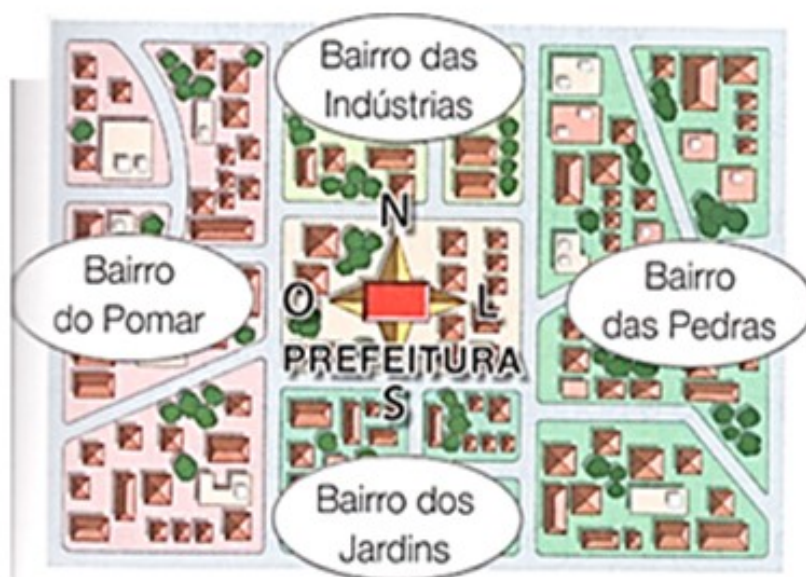 Bairro das
Indústrias
N
Bairro
do Pomar
O
L
Bairro
das Pedras
PREFEITURA
S
Bairro dos
Jardins